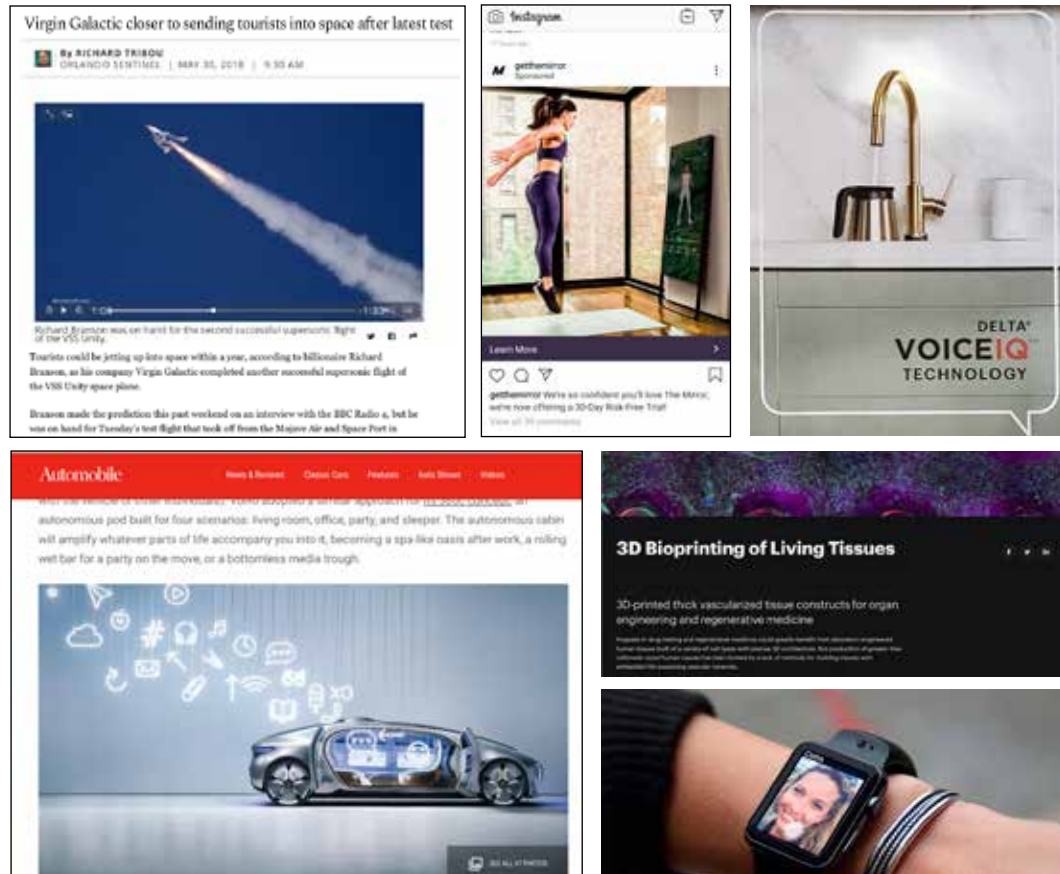 Virgin Galactic closer to sending tourists into space after latest test
By RICHARD TRIBOU
ORLANDO SENTINEL | MAY 30, 2018 | 9:30 AM
Richard Branson was on hand for the second successful supersonic flight
of the VSS Unity.
Tourists could be jetting up into space within a year, according to billionaire Richard
Branson, as his company Virgin Galactic completed another successful supersonic flight of
the VSS Unity space plane.
Branson made the prediction this past weekend on an interview with the BBC Radio 4, but he
was on hand for Tuesday's test flight that took off from the Mojave Air and Space Port in
Instagram
getthemirror
Sponsored
Learn More
getthemirror We're so confident you'll love The Mirror,
we're now offering a 30-Day Risk-Free Trial!
View all 39 comments
DELTA
VOICEIQ
TECHNOLOGY
Automobile
News & Reviews Classic Cars Features Auto Shows Videos
autonomous pod built for four scenarios: living room, office, party, and sleeper. The autonomous cabin
will amplify whatever parts of life accompany you into it, becoming a spa-like oasis after work, a rolling
wet bar for a party on the move, or a bottomless media trough.
3D Bioprinting of Living Tissues
3D-printed thick vascularized tissue constructs for organ
engineering and regenerative medicine